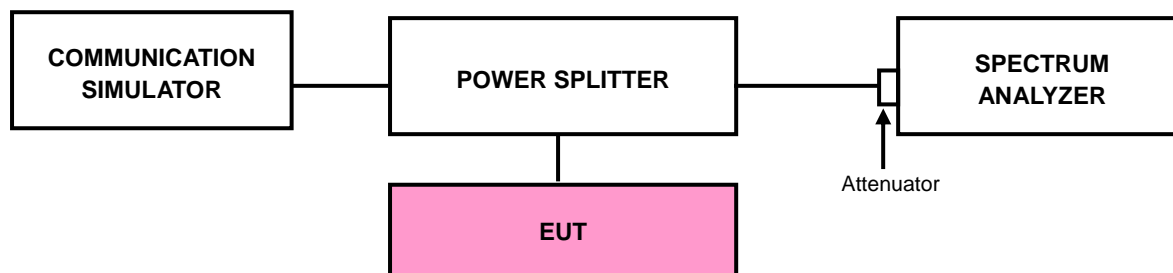 COMMUNICATION
SIMULATOR
POWER SPLITTER
SPECTRUM
ANALYZER
Attenuator
EUT